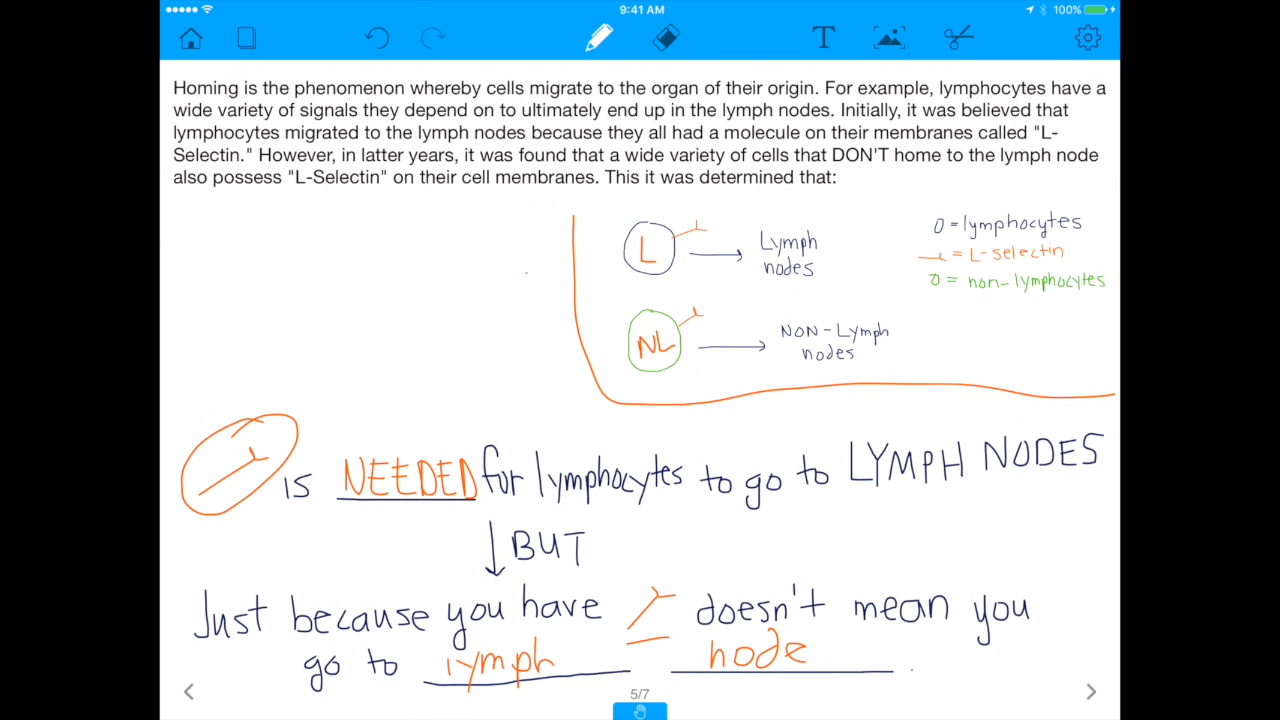 9:41 AM
100%
T
Homing is the phenomenon whereby cells migrate to the organ of their origin. For example, lymphocytes have a
wide variety of signals they depend on to ultimately end up in the lymph nodes. Initially, it was believed that
lymphocytes migrated to the lymph nodes because they all had a molecule on their membranes called "L-
Selectin." However, in latter years, it was found that a wide variety of cells that DON'T home to the lymph node
also possess "L-Selectin" on their cell membranes. This it was determined that:
L
Lymph
nodes
0 = lymphocytes
= L-selectin
0 = non-lymphocytes
NL
NON-Lymph
nodes
is NEEDED for lymphocytes to go to LYMPH NODES
BUT
Just because you have doesn't mean you
go to lymph node.
5/7